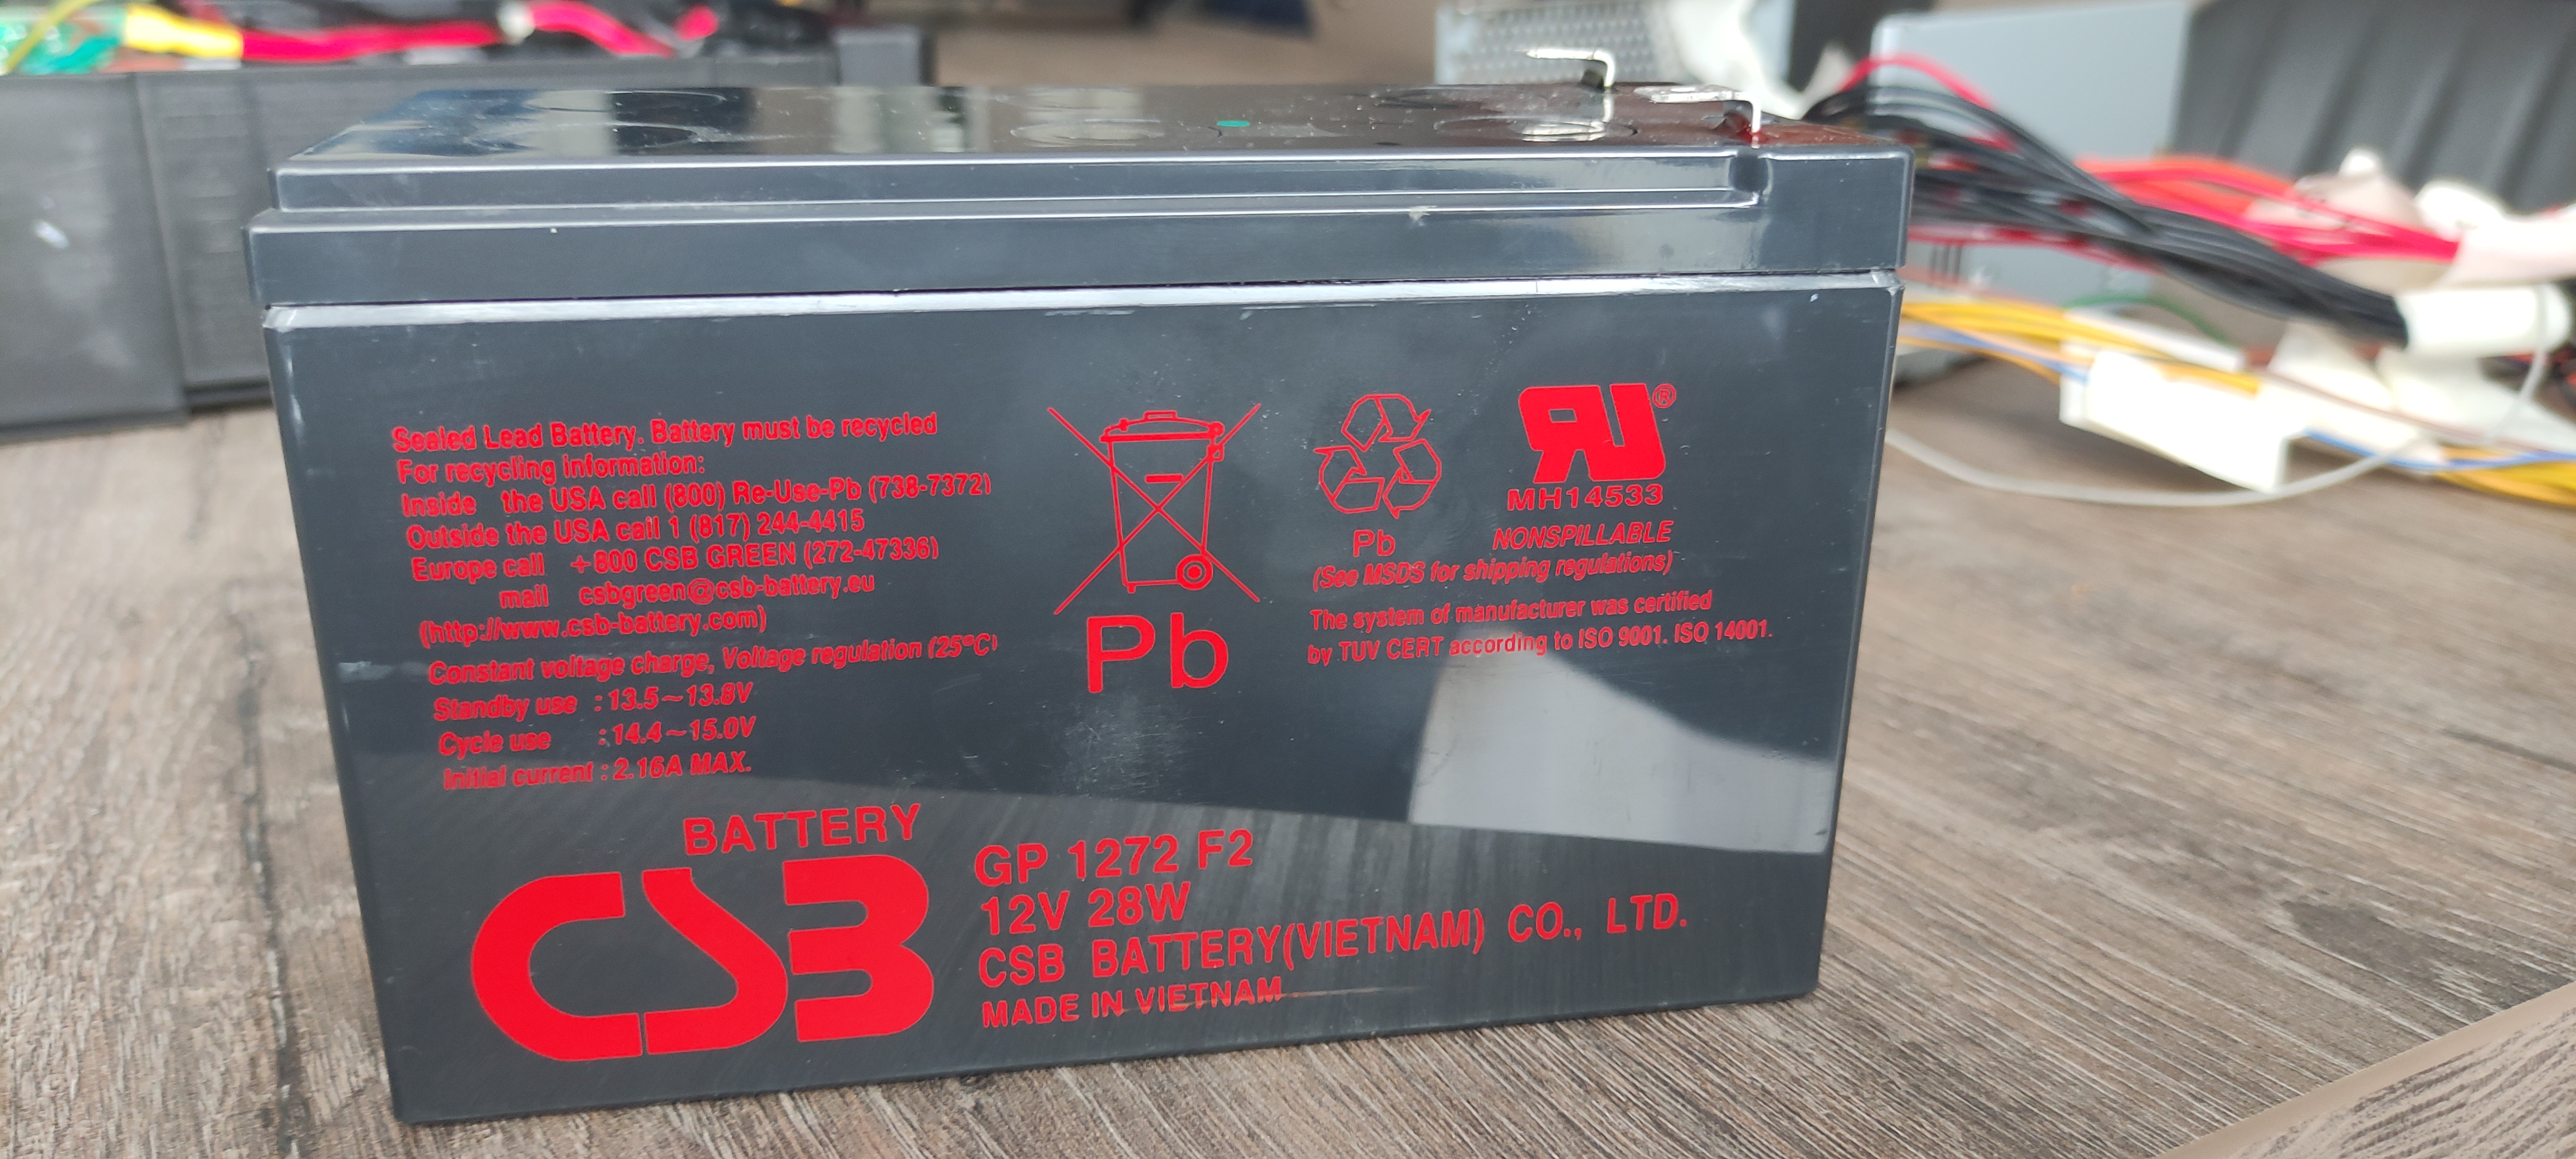 Sealed Lead Battery. Battery must be recycled
For recycling information:
Inside the USA call (800) Re-Use-Pb (738-7372)
Outside the USA call 1 (817) 244-4415
Europe call +800 CSB GREEN (272-47336)
mail csbgreen@csb-battery.eu
(http://www.csb-battery.com)
Constant voltage charge, Voltage regulation (25°C)
Standby use : 13.5~13.8V
Cycle use : 14.4~15.0V
Initial current : 2.16A MAX.
Pb
RU®
MH14533
Pb
NONSPILLABLE
(See MSDS for shipping regulations)
The system of manufacturer was certified
by TUV CERT according to ISO 9001. ISO 14001.
BATTERY
CSB
GP 1272 F2
12V 28W
CSB BATTERY(VIETNAM) CO., LTD.
MADE IN VIETNAM